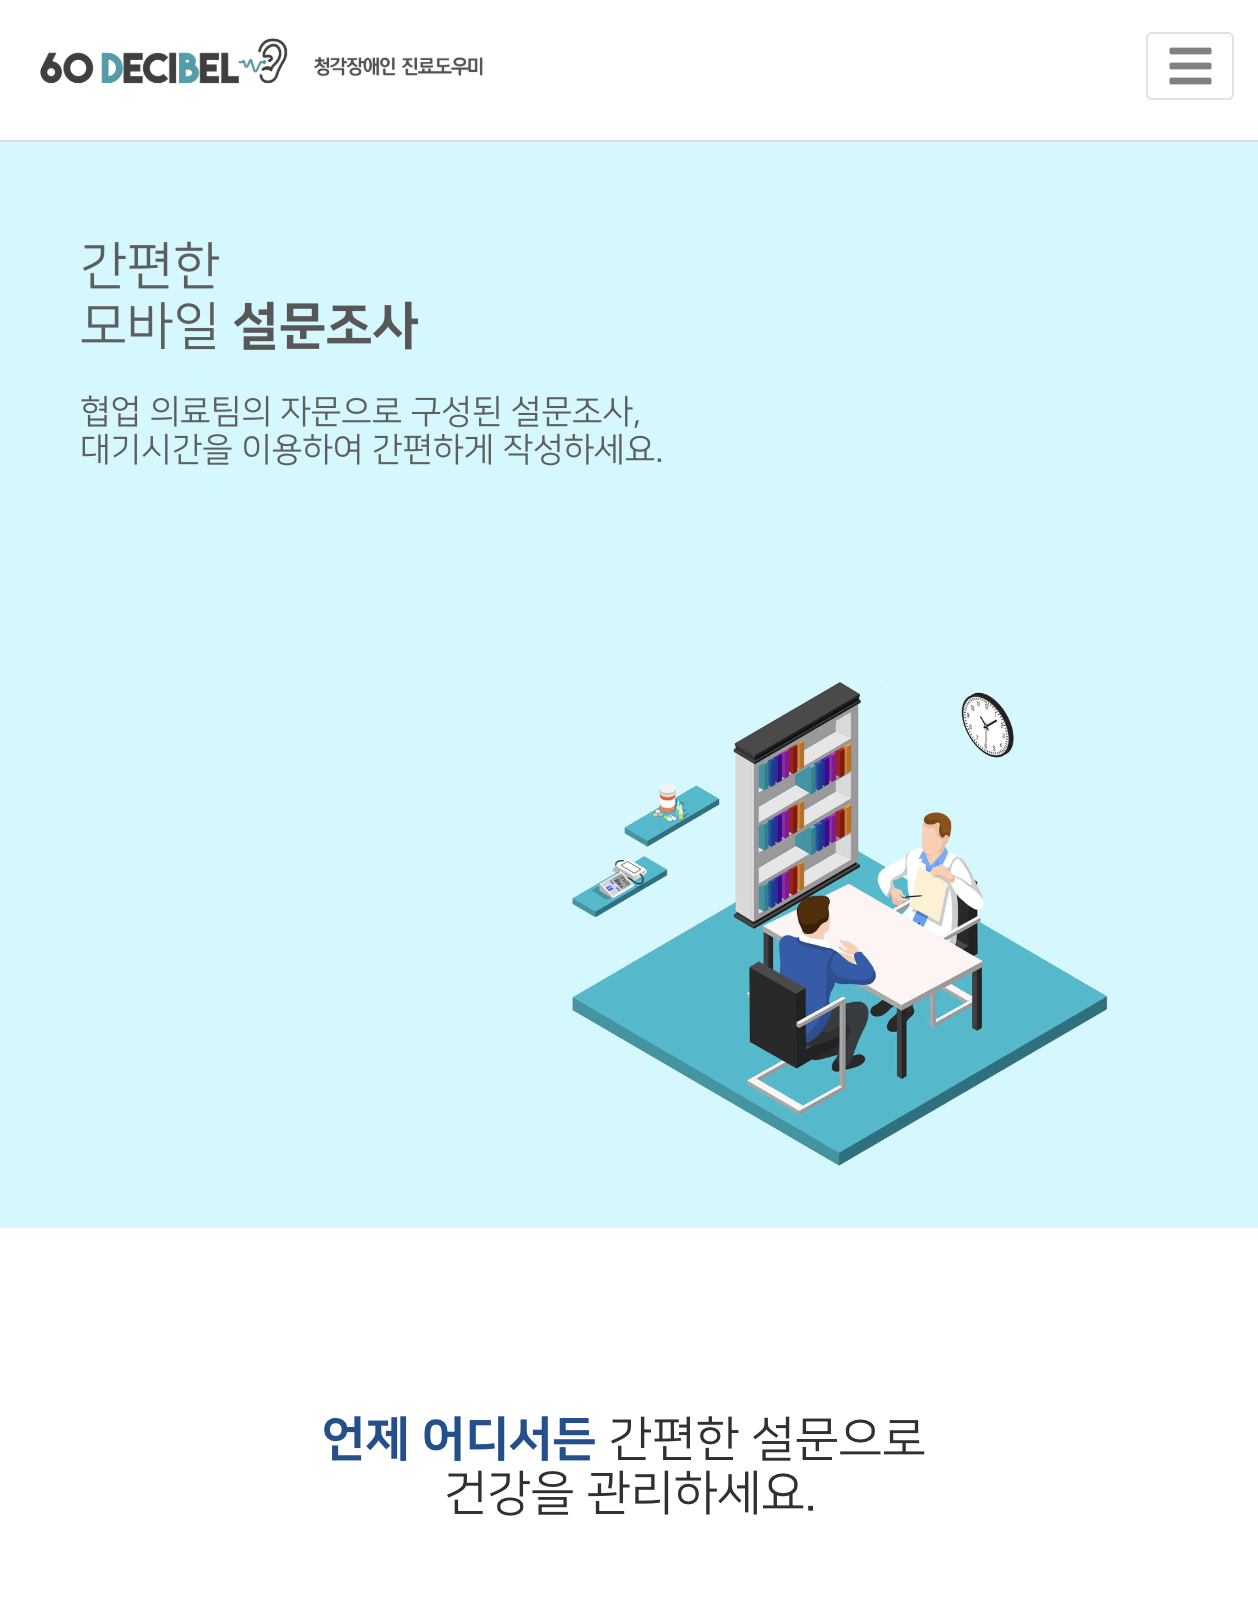 60 DECIBEL 청각장애인 진료도우미
간편한
모바일 설문조사
협업 의료팀의 자문으로 구성된 설문조사,
대기시간을 이용하여 간편하게 작성하세요.
언제 어디서든 간편한 설문으로
건강을 관리하세요.